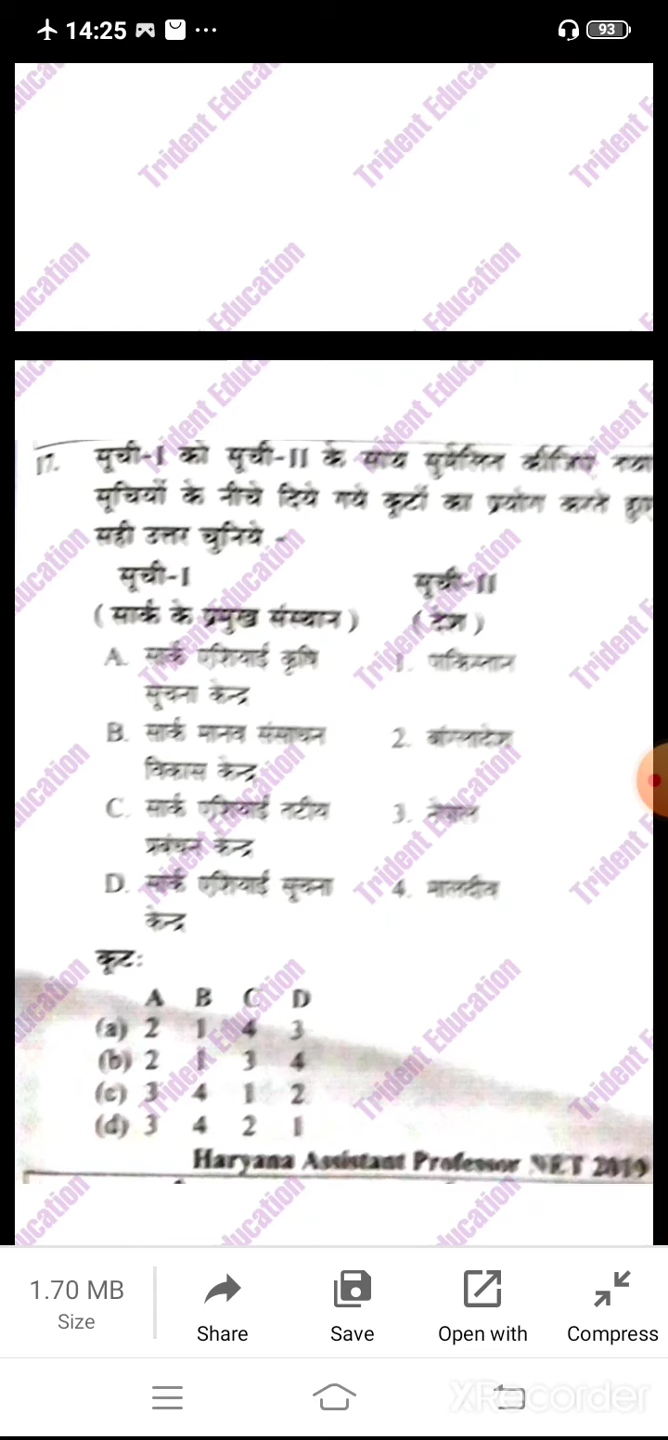 14:25 ... 93
Trident Education
17. सूची-I को सूची-II के साथ सुमेलित कीजिए तथा
सूचियों के नीचे दिये गये कूटों का प्रयोग करते हुए
सही उत्तर चुनिये -
सूची-I सूची-II
(सार्क के प्रमुख संस्थान) (देश)
A. सार्क एशियाई कृषि 1. पाकिस्तान
सूचना केन्द्र
B. सार्क मानव संसाधन 2. बांग्लादेश
विकास केन्द्र
C. सार्क एशियाई तटीय 3. नेपाल
प्रबंधन केन्द्र
D. सार्क एशियाई सूचना 4. मालदीव
केन्द्र
कूट:
A B C D
(a) 2 1 4 3
(b) 2 1 3 4
(c) 3 4 1 2
(d) 3 4 2 1
Haryana Assistant Professor NET 2019
1.70 MB
Size
Share
Save
Open with
Compress
XRecorder